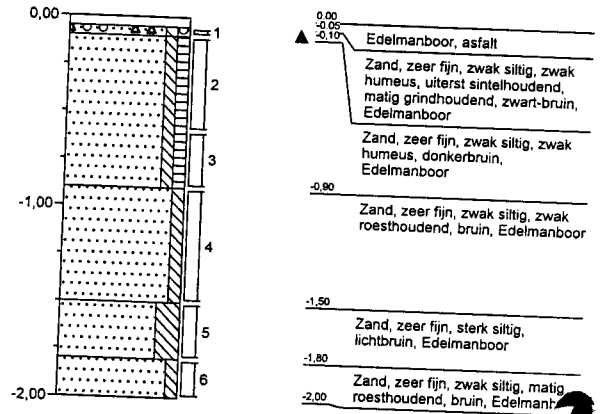 0,00
1
2
3
-1,00
4
5
6
-2,00
0.00
-0.05
-0,10
Edelmanboor, asfalt
Zand, zeer fijn, zwak siltig, zwak
humeus, uiterst sintelhoudend,
matig grindhoudend, zwart-bruin,
Edelmanboor
Zand, zeer fijn, zwak siltig, zwak
humeus, donkerbruin,
Edelmanboor
-0,90
Zand, zeer fijn, zwak siltig, zwak
roesthoudend, bruin, Edelmanboor
-1,50
Zand, zeer fijn, sterk siltig,
lichtbruin, Edelmanboor
-1,80
Zand, zeer fijn, zwak siltig, matig
roesthoudend, bruin,
-2,00